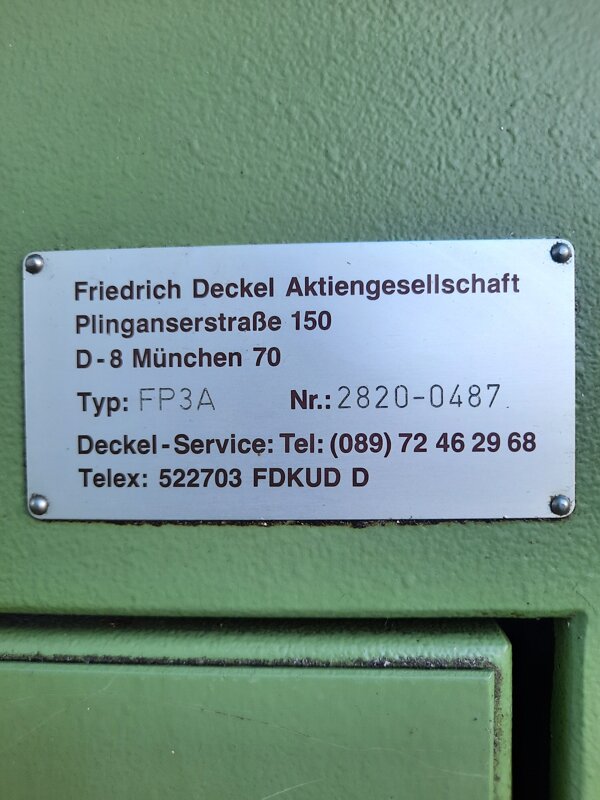 Friedrich Deckel Aktiengesellschaft
Plinganserstraße 150
D-8 München 70
Typ: FP3A Nr.: 2820-0487
Deckel-Service: Tel: (089) 72 46 29 68
Telex: 522703 FDKUD D